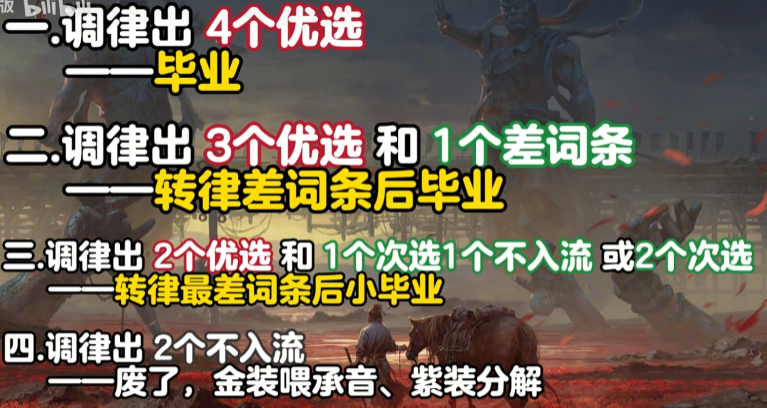 版 bilibili
一.调律出 4个优选
——毕业
二.调律出 3个优选 和 1个差词条
——转律差词条后毕业
三.调律出 2个优选 和 1个次选1个不入流 或2个次选
——转律最差词条后小毕业
四.调律出 2个不入流
——废了，金装喂承音、紫装分解